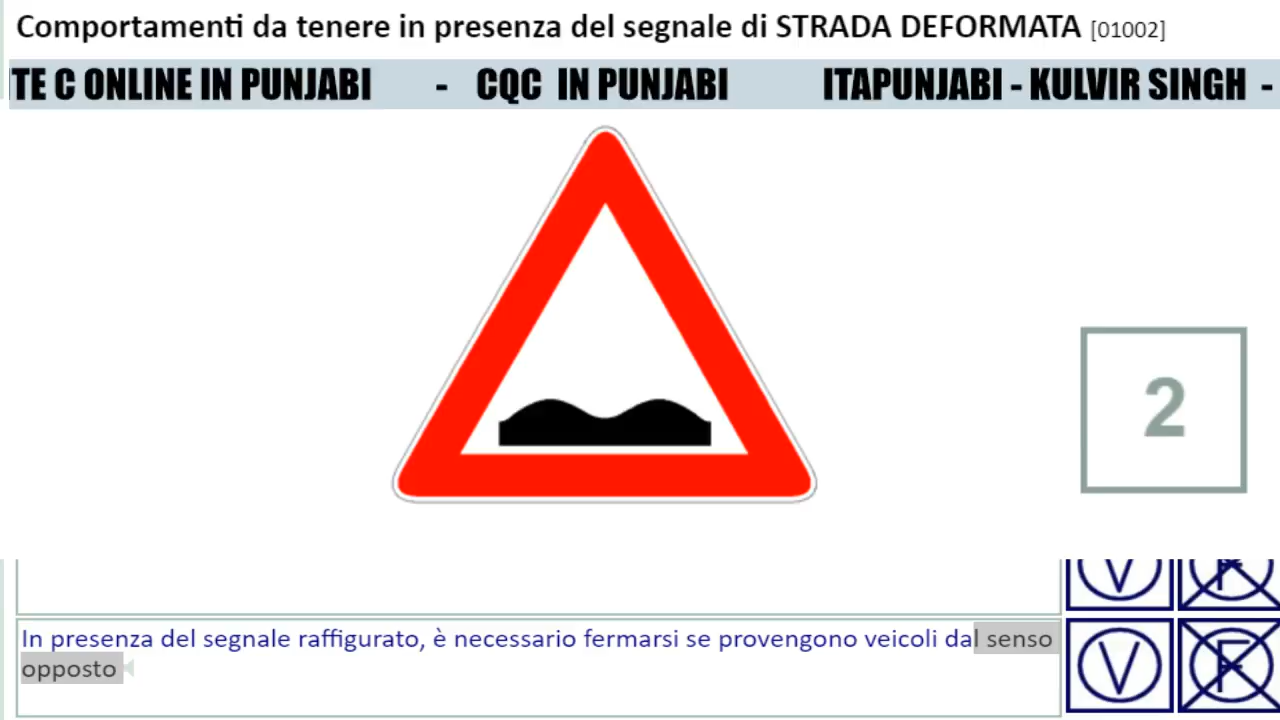 Comportamenti da tenere in presenza del segnale di STRADA DEFORMATA [01002]
TE C ONLINE IN PUNJABI - CQC IN PUNJABI ITAPUNJABI - KULVIR SINGH -
2
V F
In presenza del segnale raffigurato, è necessario fermarsi se provengono veicoli dal senso
opposto
V F